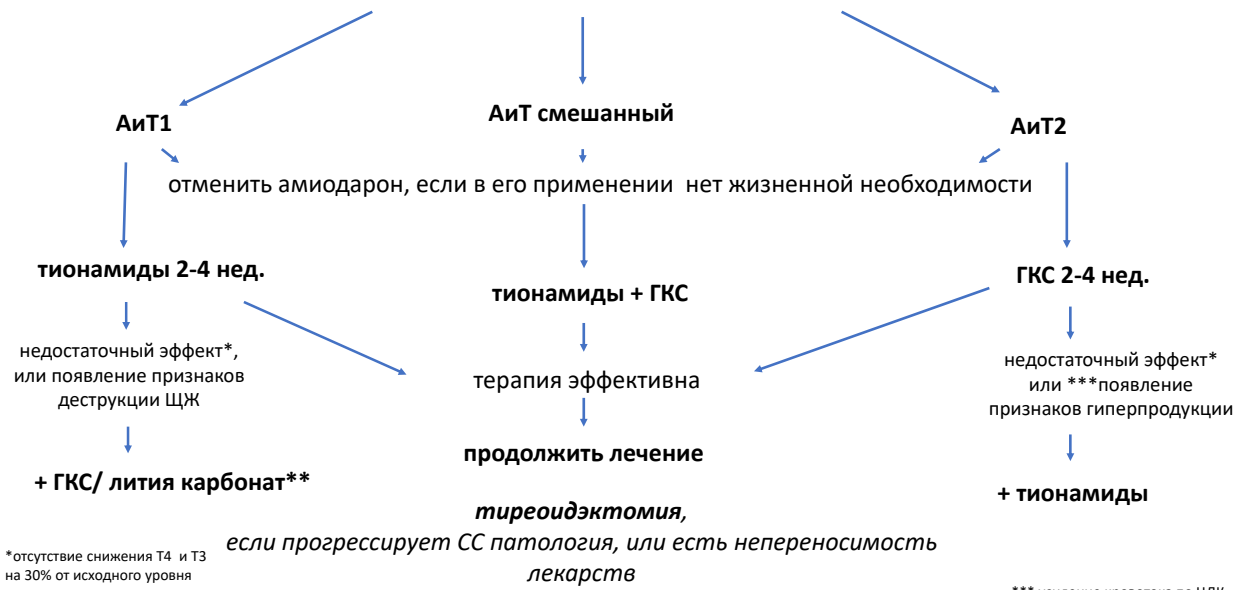 АиТ1
АиТ смешанный
АиТ2
отменить амиодарон, если в его применении нет жизненной необходимости
тионамиды 2-4 нед.
тионамиды + ГКС
ГКС 2-4 нед.
недостаточный эффект*,
или появление признаков
деструкции ЩЖ
терапия эффективна
недостаточный эффект*
или ***появление
признаков гиперпродукции
+ ГКС/ лития карбонат**
продолжить лечение
+ тионамиды
тиреоидэктомия,
если прогрессирует СС патология, или есть непереносимость
лекарств
*отсутствие снижения Т4 и Т3
на 30% от исходного уровня